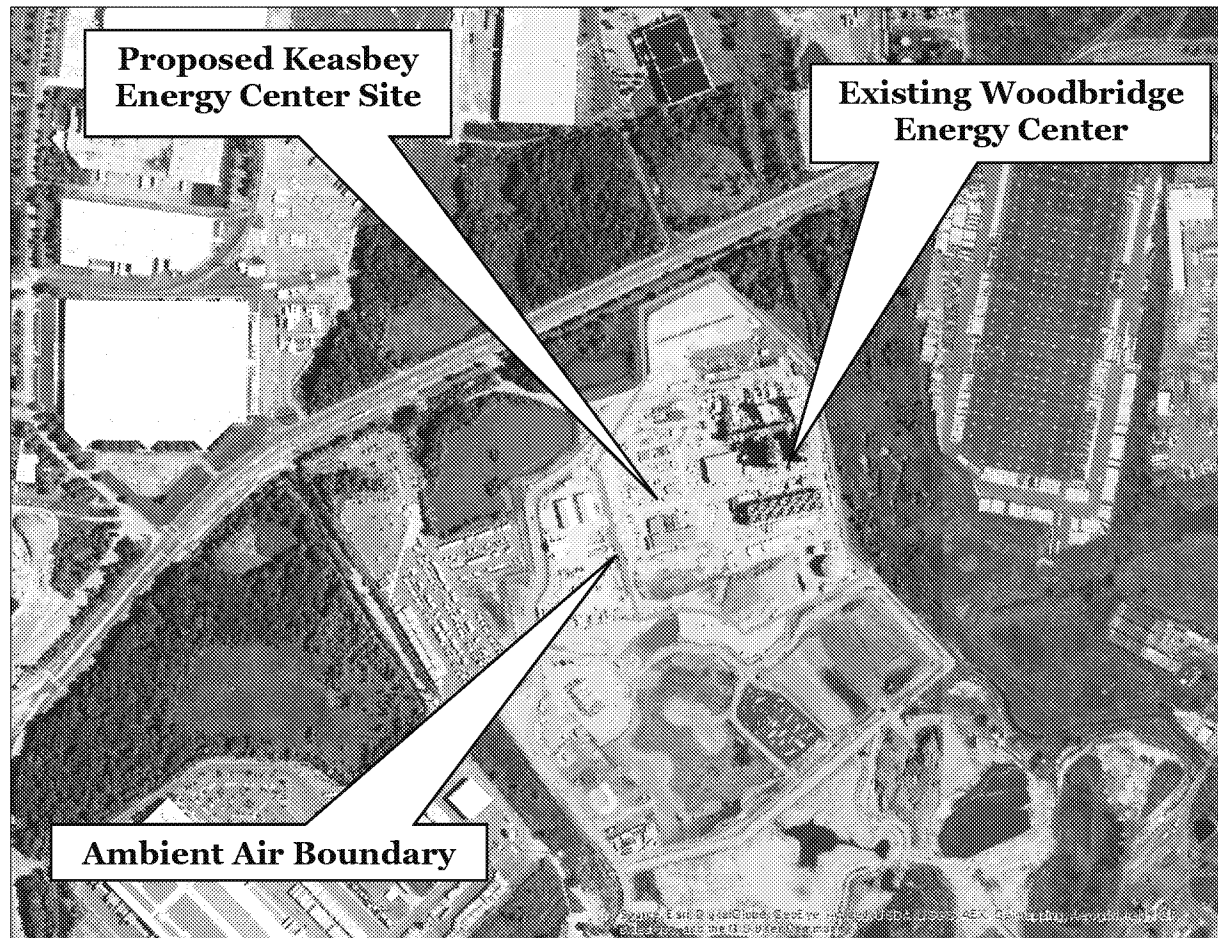 Proposed Keasbey
Energy Center Site
Existing Woodbridge
Energy Center
Ambient Air Boundary